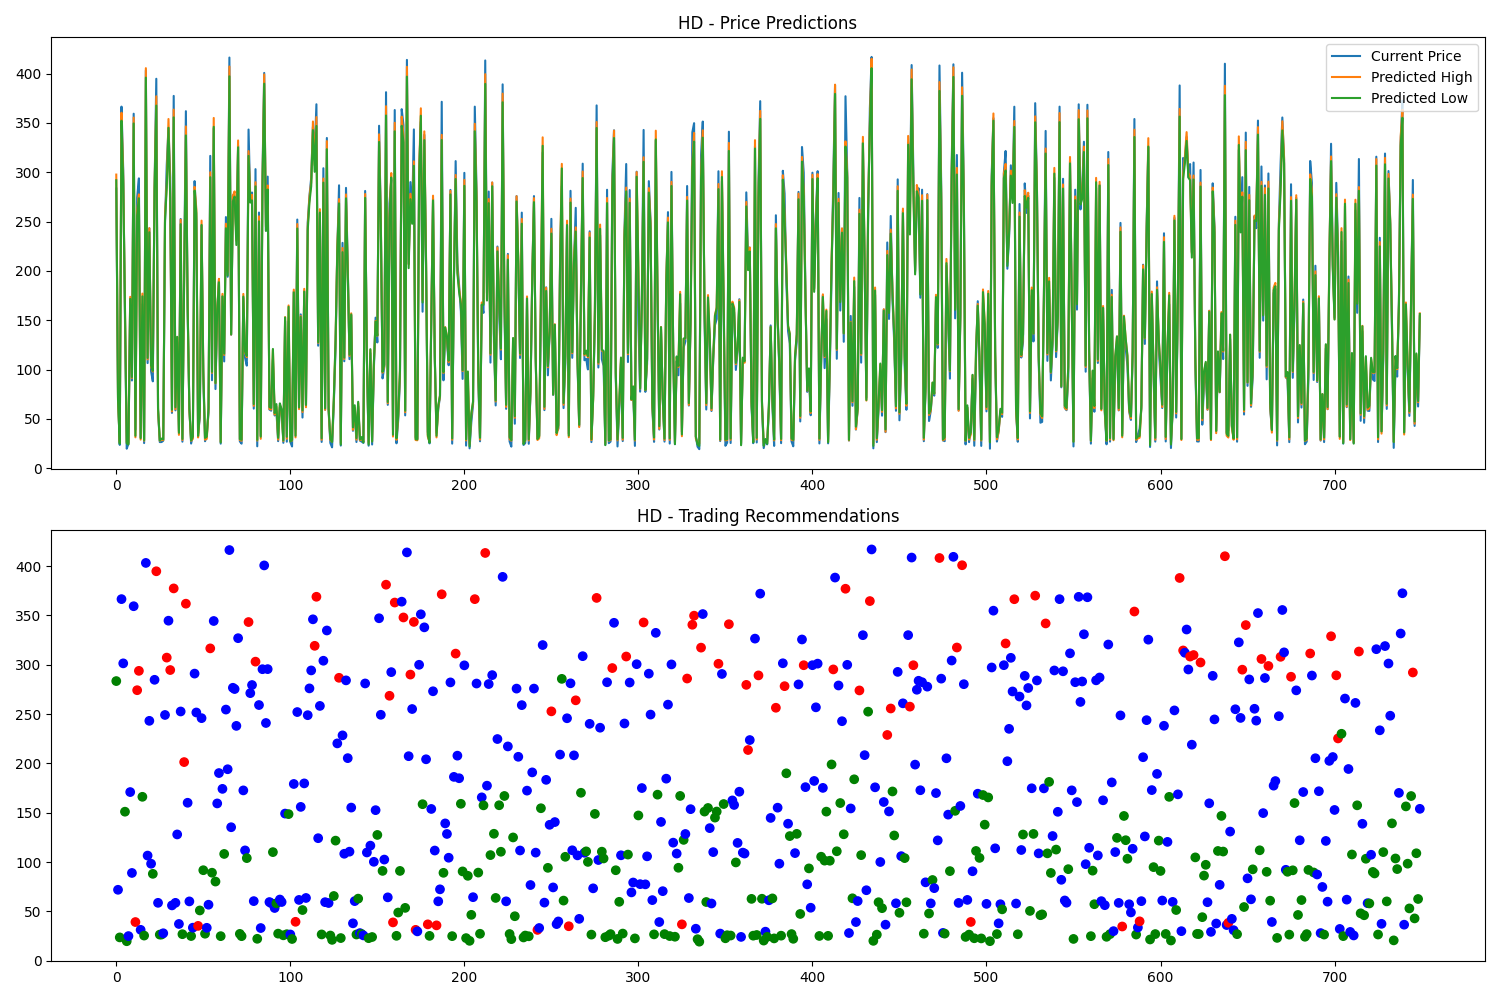 HD - Price Predictions
Current Price
Predicted High
Predicted Low
400
350
300
250
200
150
100
50
0
0 100 200 300 400 500 600 700
HD - Trading Recommendations
400
350
300
250
200
150
100
50
0
0 100 200 300 400 500 600 700